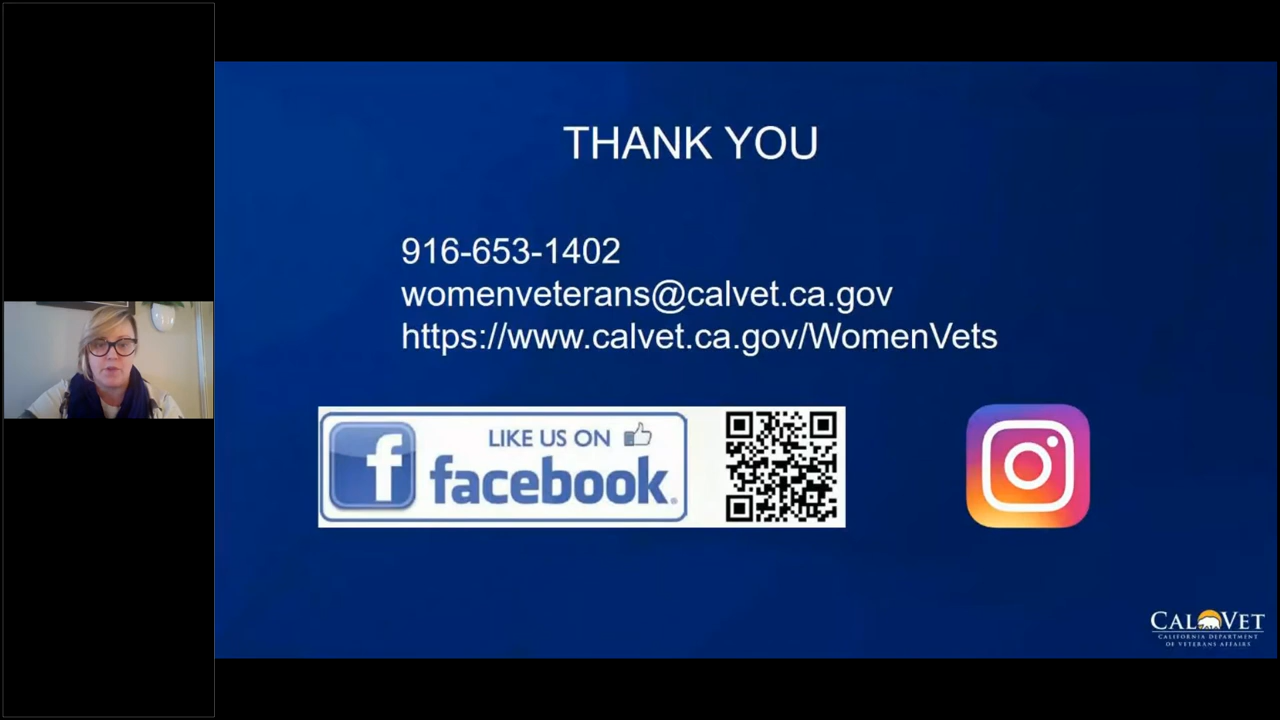 THANK YOU
916-653-1402
womenveterans@calvet.ca.gov
https://www.calvet.ca.gov/WomenVets
LIKE US ON
f facebook.
CALVET
CALIFORNIA DEPARTMENT
OF VETERANS AFFAIRS